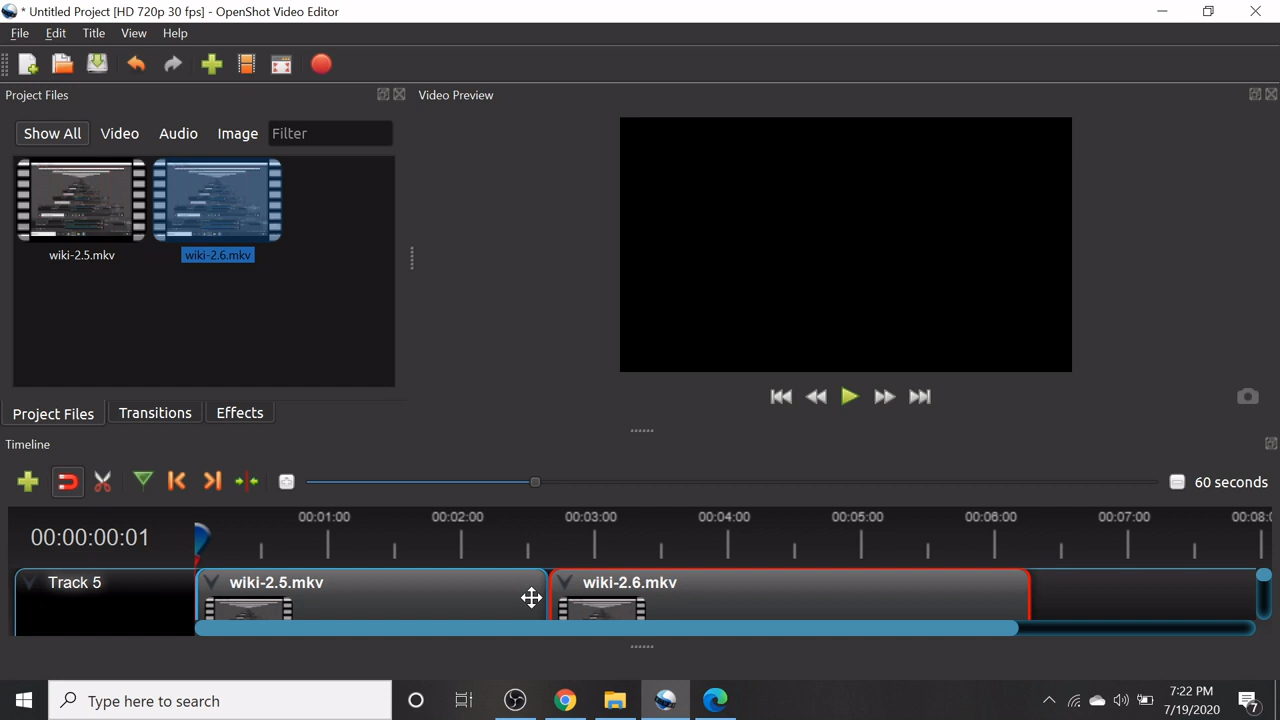 * Untitled Project [HD 720p 30 fps] - OpenShot Video Editor
File Edit Title View Help
Project Files
Video Preview
Show All Video Audio Image Filter
wiki-2.5.mkv wiki-2.6.mkv
Project Files Transitions Effects
Timeline
60 seconds
00:00:00:01
00:01:00 00:02:00 00:03:00 00:04:00 00:05:00 00:06:00 00:07:00 00:08:0
Track 5
wiki-2.5.mkv wiki-2.6.mkv
Type here to search
7:22 PM
7/19/2020
7